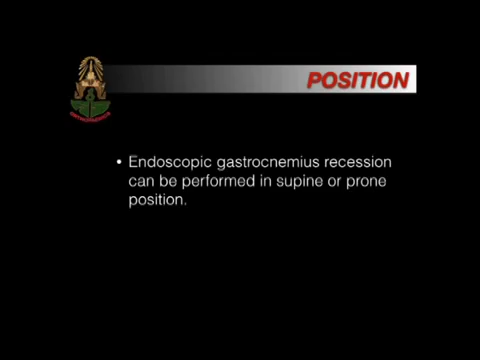 POSITION
• Endoscopic gastrocnemius recession
can be performed in supine or prone
position.